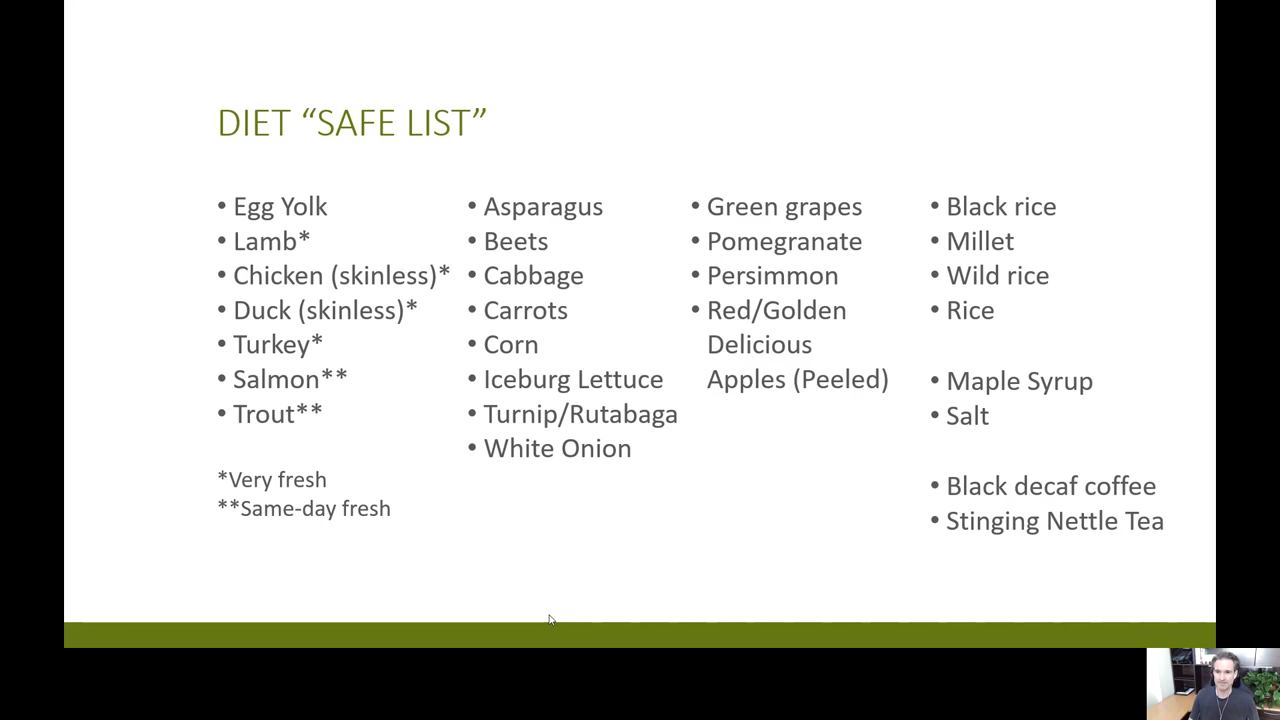 DIET “SAFE LIST”
• Egg Yolk
• Lamb*
• Chicken (skinless)*
• Duck (skinless)*
• Turkey*
• Salmon**
• Trout**
*Very fresh
**Same-day fresh
• Asparagus
• Beets
• Cabbage
• Carrots
• Corn
• Iceburg Lettuce
• Turnip/Rutabaga
• White Onion
• Green grapes
• Pomegranate
• Persimmon
• Red/Golden
Delicious
Apples (Peeled)
• Black rice
• Millet
• Wild rice
• Rice
• Maple Syrup
• Salt
• Black decaf coffee
• Stinging Nettle Tea